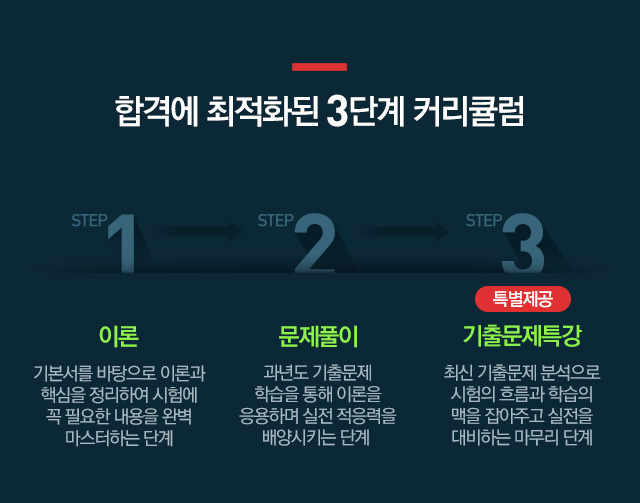 합격에 최적화된 3단계 커리큘럼
STEP 1
STEP 2
STEP 3
특별제공
이론
기본서를 바탕으로 이론과
핵심을 정리하여 시험에
꼭 필요한 내용을 완벽
마스터하는 단계
문제풀이
과년도 기출문제
학습을 통해 이론을
응용하며 실전 적응력을
배양시키는 단계
기출문제특강
최신 기출문제 분석으로
시험의 흐름과 학습의
맥을 잡아주고 실전을
대비하는 마무리 단계